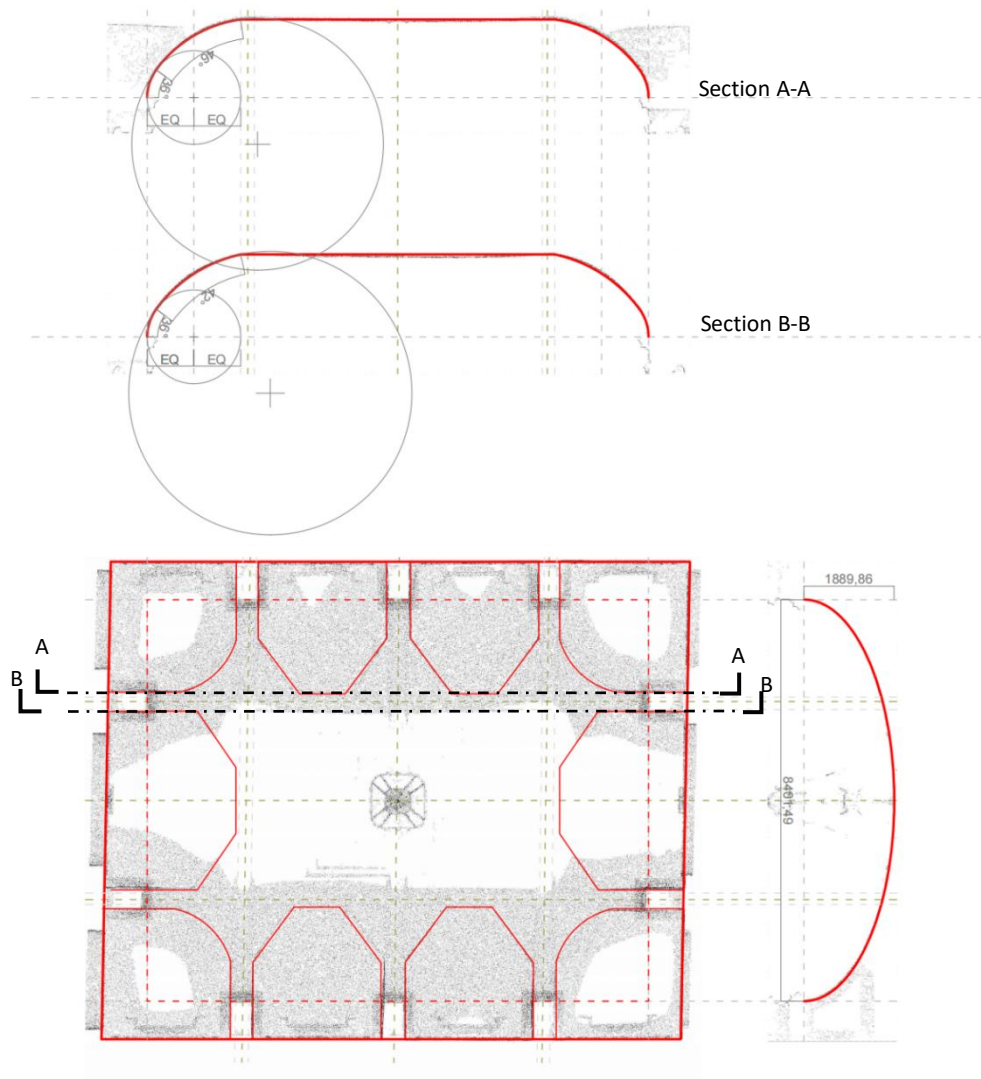 46°
36°
Section A-A
EQ EQ
42°
36°
Section B-B
EQ EQ
1889,86
A
A
B
B
8401,49